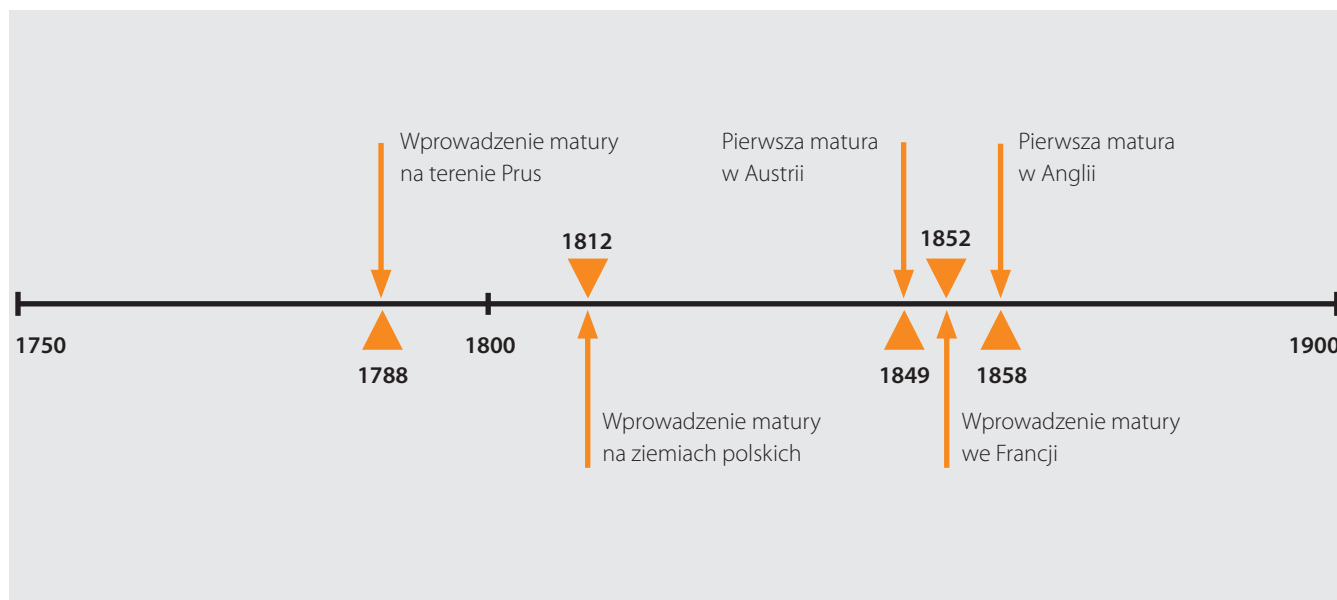 Wprowadzenie matury
na terenie Prus
Pierwsza matura
w Austrii
Pierwsza matura
w Anglii
1812
1852
1750
1800
1900
1788
1849
1858
Wprowadzenie matury
na ziemiach polskich
Wprowadzenie matury
we Francji